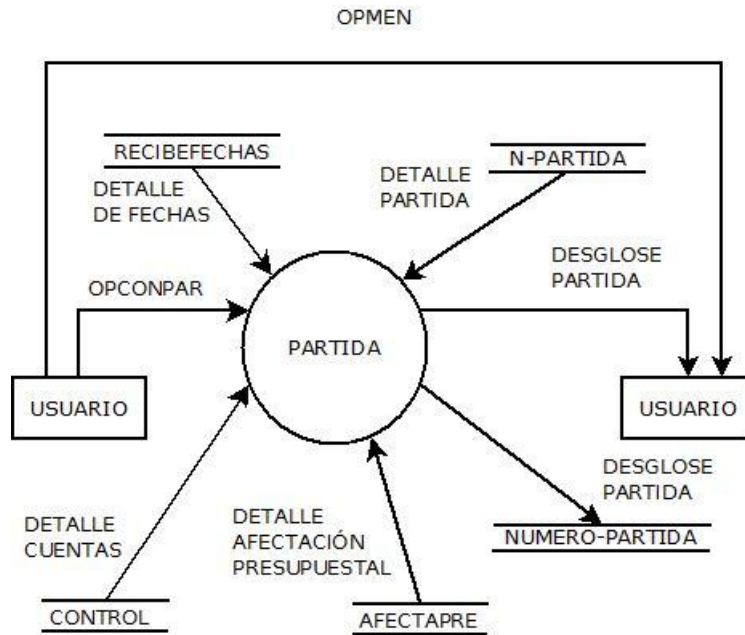 OPMEN
RECIBEFECHAS
N-PARTIDA
DETALLE
DE FECHAS
DETALLE
PARTIDA
DESGLOSE
PARTIDA
OPCONPAR
PARTIDA
USUARIO
USUARIO
DESGLOSE
PARTIDA
DETALLE
CUENTAS
DETALLE
AFECTACIÓN
PRESUPUESTAL
NUMERO-PARTIDA
CONTROL
AFECTAPRE